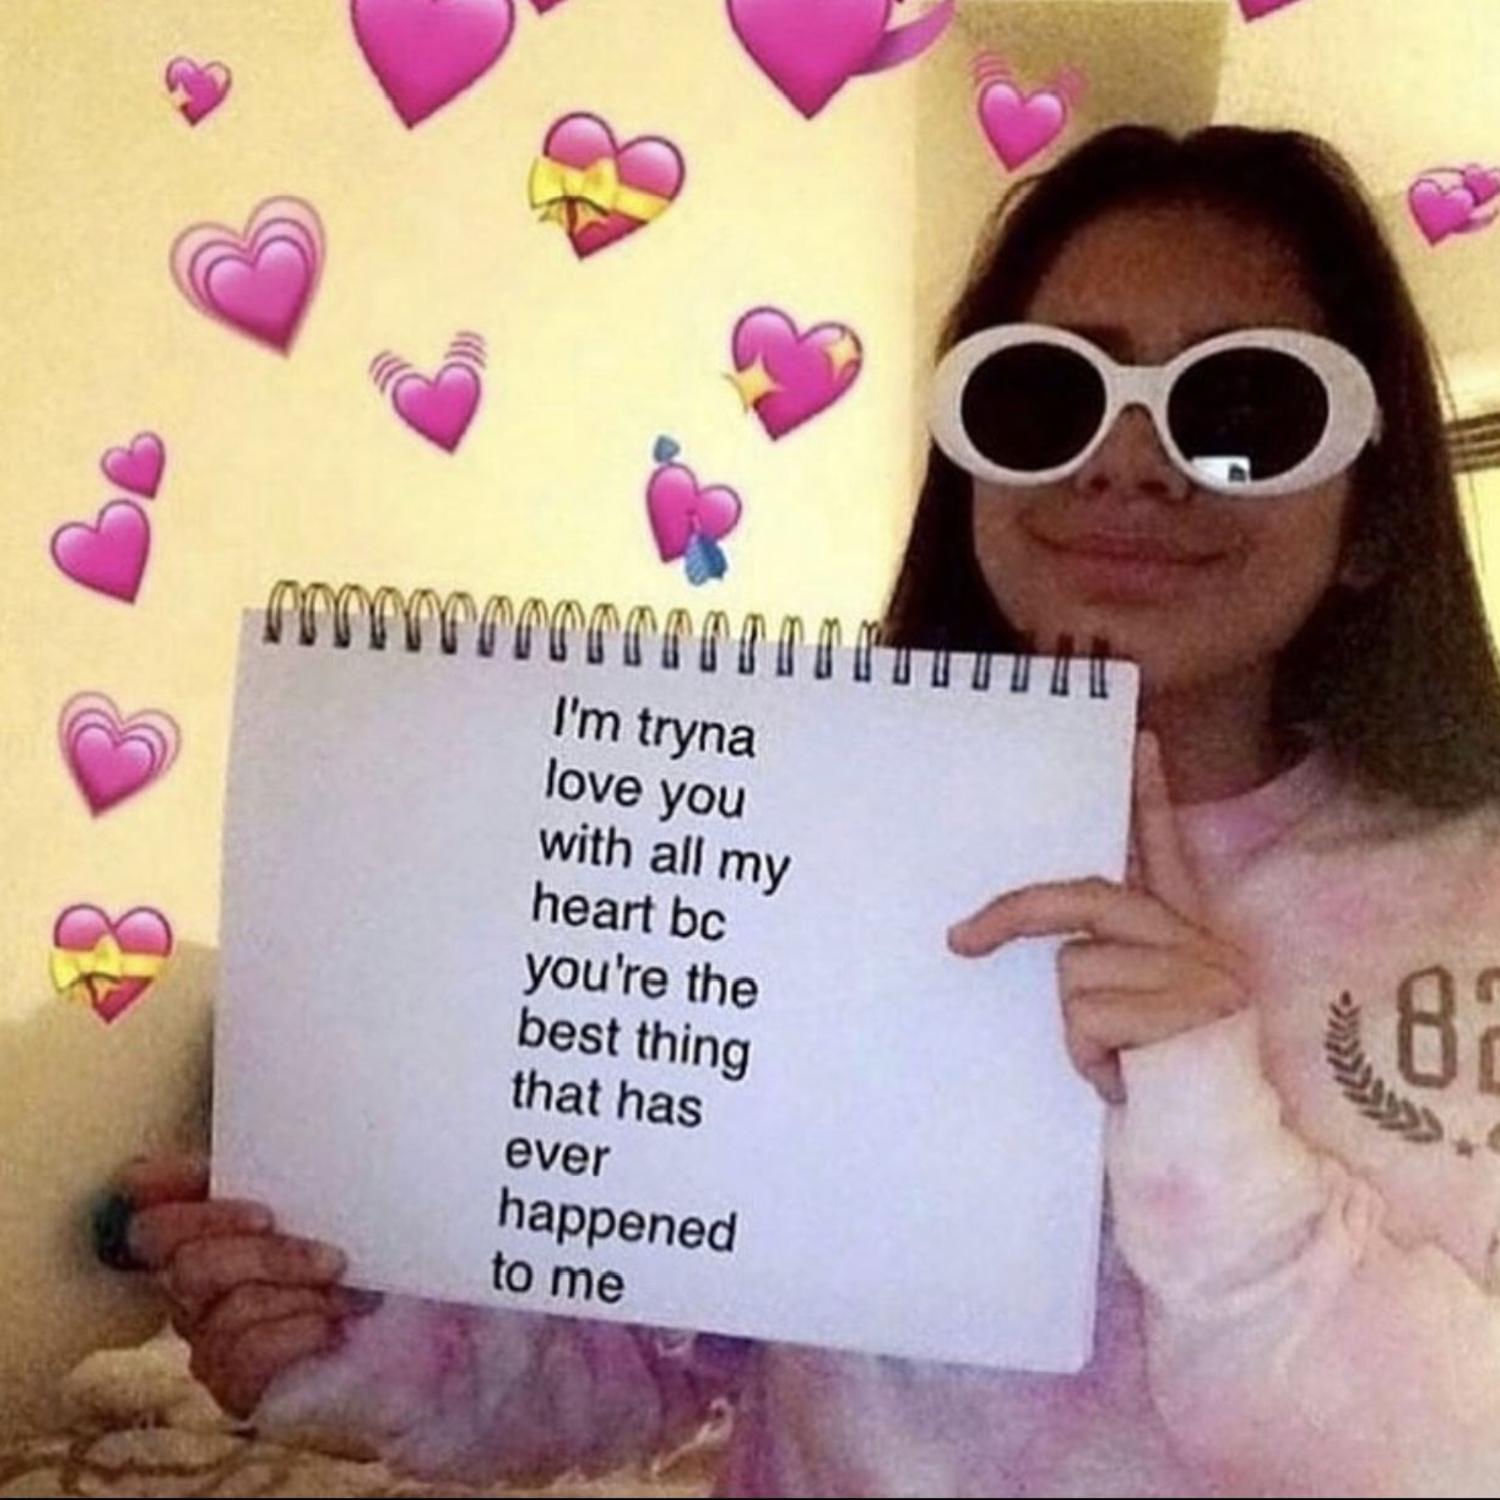 I'm tryna
love you
with all my
heart bc
you're the
best thing
that has
ever
happened
to me
82